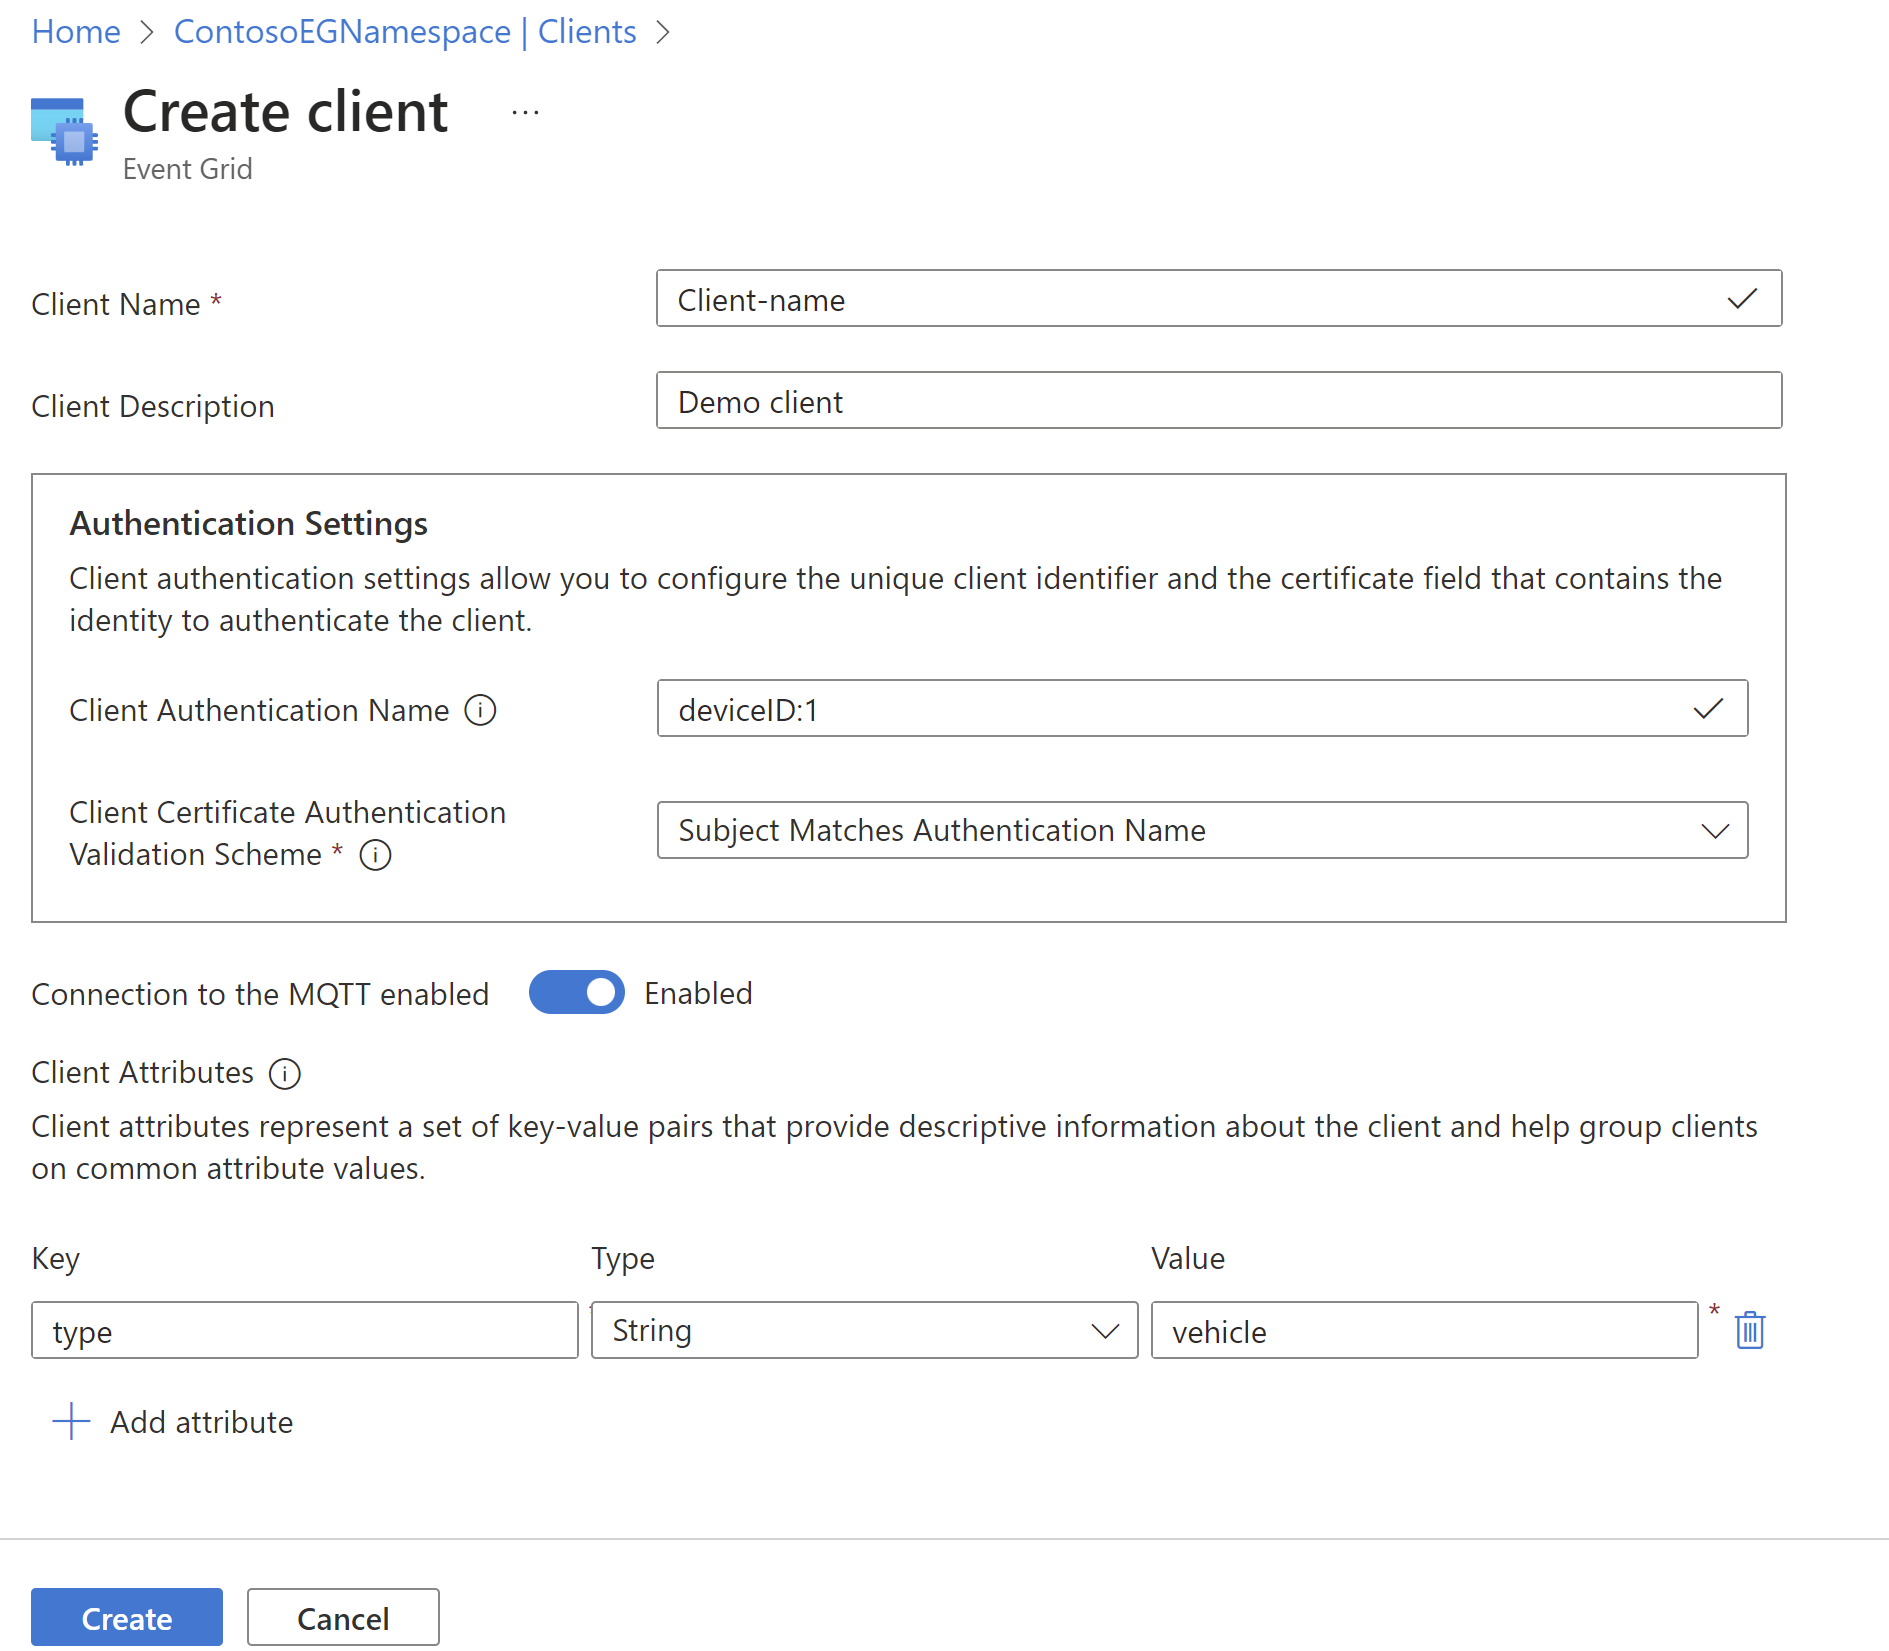 Home > ContosoEGNamespace | Clients >
Create client ...
Event Grid
Client Name * Client-name
Client Description Demo client
Authentication Settings
Client authentication settings allow you to configure the unique client identifier and the certificate field that contains the
identity to authenticate the client.
Client Authentication Name deviceID:1
Client Certificate Authentication
Validation Scheme * Subject Matches Authentication Name
Connection to the MQTT enabled Enabled
Client Attributes
Client attributes represent a set of key-value pairs that provide descriptive information about the client and help group clients
on common attribute values.
Key Type Value
type String vehicle *
Add attribute
Create Cancel